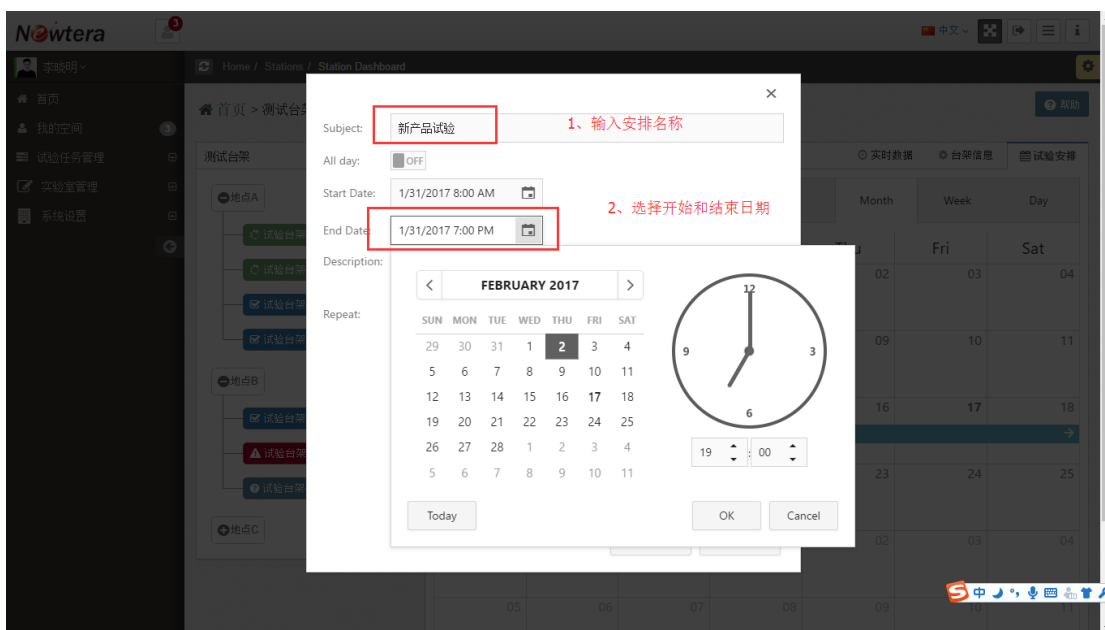 Newtera
3
中文
i
李晓明
Home / Stations / Station Dashboard
首页
首页 > 测试台架
帮助
我的空间 3
试验任务管理
实验室管理
系统设置
测试台架
实时数据 台架信息 试验安排
地点A
试验台架
试验台架
试验台架
试验台架
地点B
试验台架
试验台架
试验台架
地点C
×
Subject: 新产品试验
1、输入安排名称
All day: OFF
Start Date: 1/31/2017 8:00 AM
2、选择开始和结束日期
End Date: 1/31/2017 7:00 PM
Description:
Repeat:
FEBRUARY 2017
SUN MON TUE WED THU FRI SAT
29 30 31 1 2 3 4
5 6 7 8 9 10 11
12 13 14 15 16 17 18
19 20 21 22 23 24 25
26 27 28 1 2 3 4
5 6 7 8 9 10 11
12
9 3
6
19 : 00
Today OK Cancel
Month Week Day
Fri Sat
02 03 04
09 10 11
16 17 18
23 24 25
02 03 04
05 06 07 08 09 10 11
中